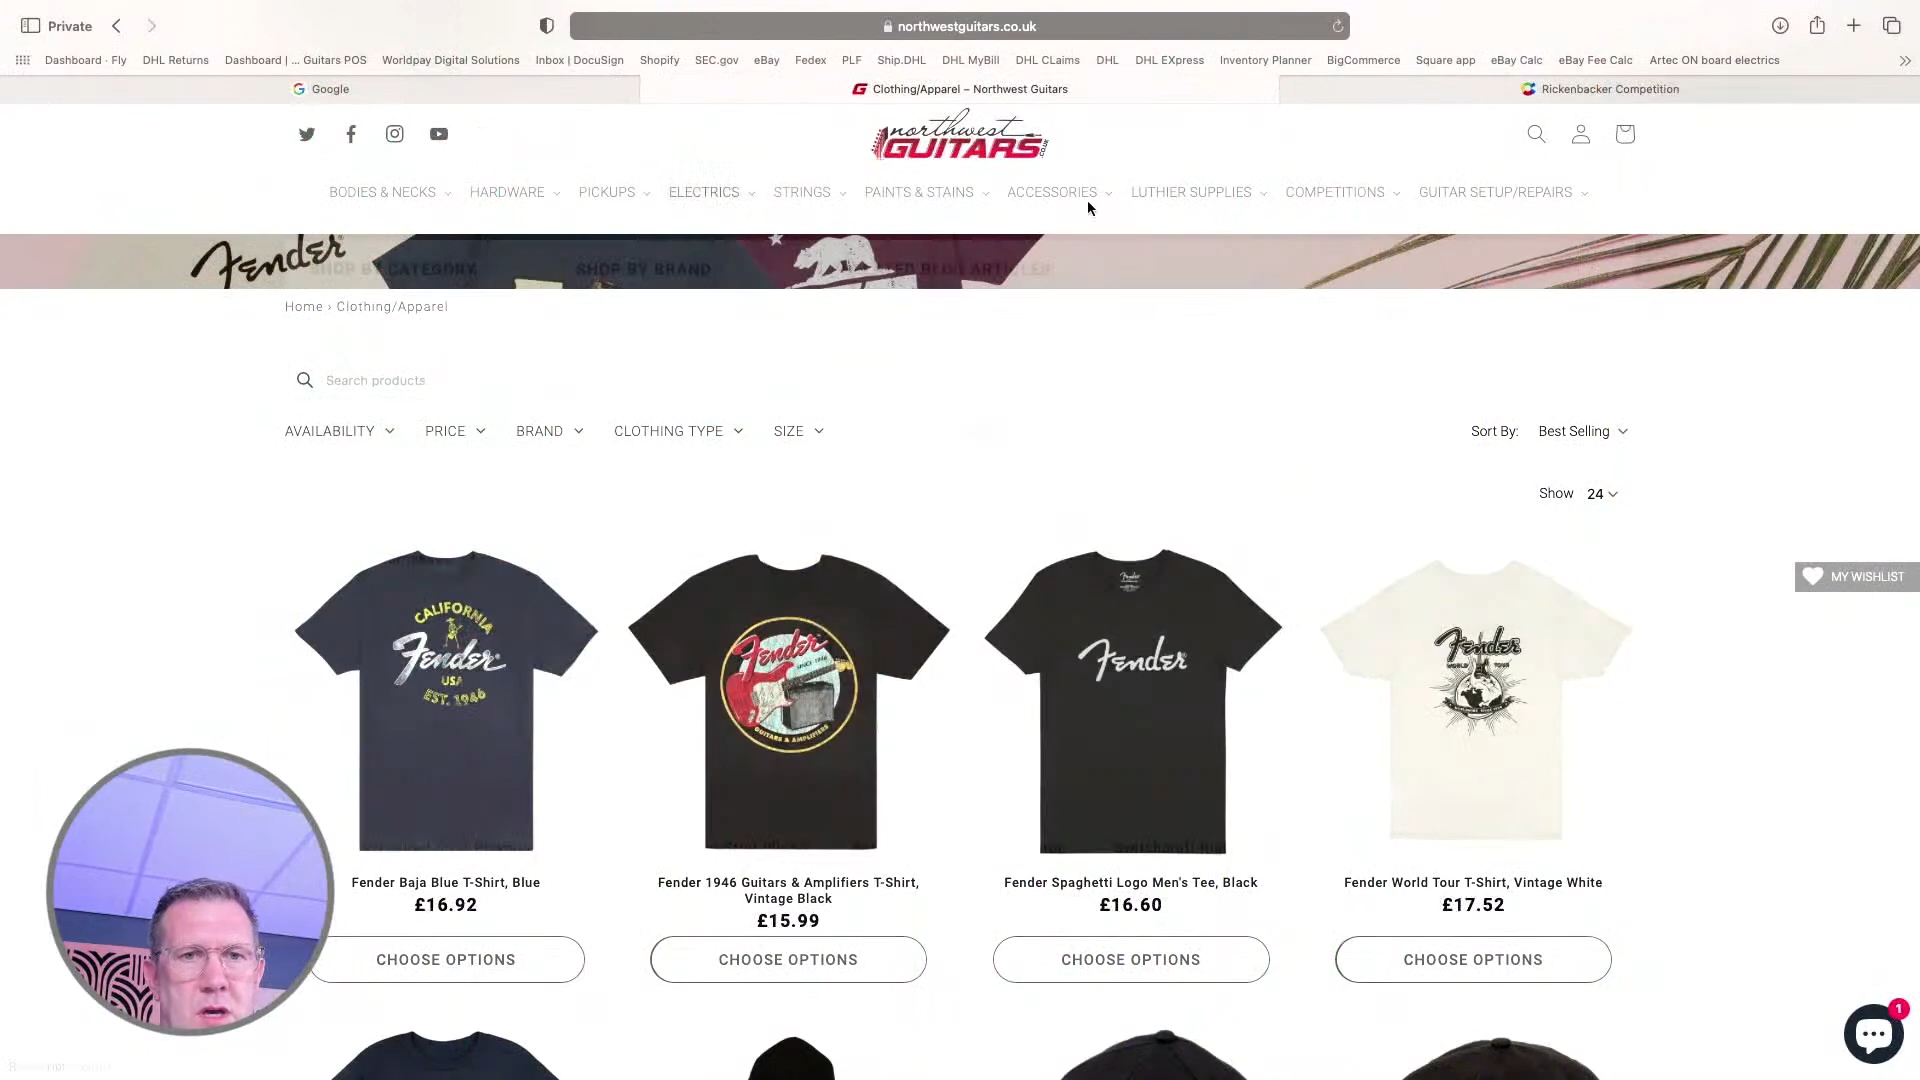 Private
northwestguitars.co.uk
Dashboard · Fly DHL Returns Dashboard | ... Guitars POS Worldpay Digital Solutions Inbox | DocuSign Shopify SEC.gov eBay Fedex PLF Ship.DHL DHL MyBill DHL CLaims DHL DHL EXpress Inventory Planner BigCommerce Square app eBay Calc eBay Fee Calc Artec ON board electrics
Google
Clothing/Apparel – Northwest Guitars
Rickenbacker Competition
northwest
GUITARS
.co.uk
BODIES & NECKS HARDWARE PICKUPS ELECTRICS STRINGS PAINTS & STAINS ACCESSORIES LUTHIER SUPPLIES COMPETITIONS GUITAR SETUP/REPAIRS
Fender
SHOP BY CATEGORY SHOP BY BRAND
Home › Clothing/Apparel
Search products
AVAILABILITY PRICE BRAND CLOTHING TYPE SIZE
Sort By: Best Selling
Show 24
MY WISHLIST
CALIFORNIA
Fender
USA
EST. 1946
Fender
SINCE 1946
GUITARS & AMPLIFIERS
Fender
Fender
Fender
WORLD TOUR
Fender Baja Blue T-Shirt, Blue
£16.92
CHOOSE OPTIONS
Fender 1946 Guitars & Amplifiers T-Shirt,
Vintage Black
£15.99
CHOOSE OPTIONS
Fender Spaghetti Logo Men's Tee, Black
£16.60
CHOOSE OPTIONS
Fender World Tour T-Shirt, Vintage White
£17.52
CHOOSE OPTIONS
1